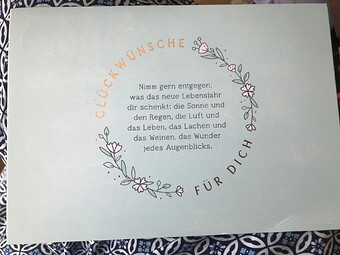 GLÜCKWÜNSCHE
Nimm gern entgegen,
was das neue Lebensjahr
dir schenkt: die Sonne und
den Regen, die Luft und
das Leben, das Lachen und
das Weinen, das Wunder
jedes Augenblicks.
FÜR DICH